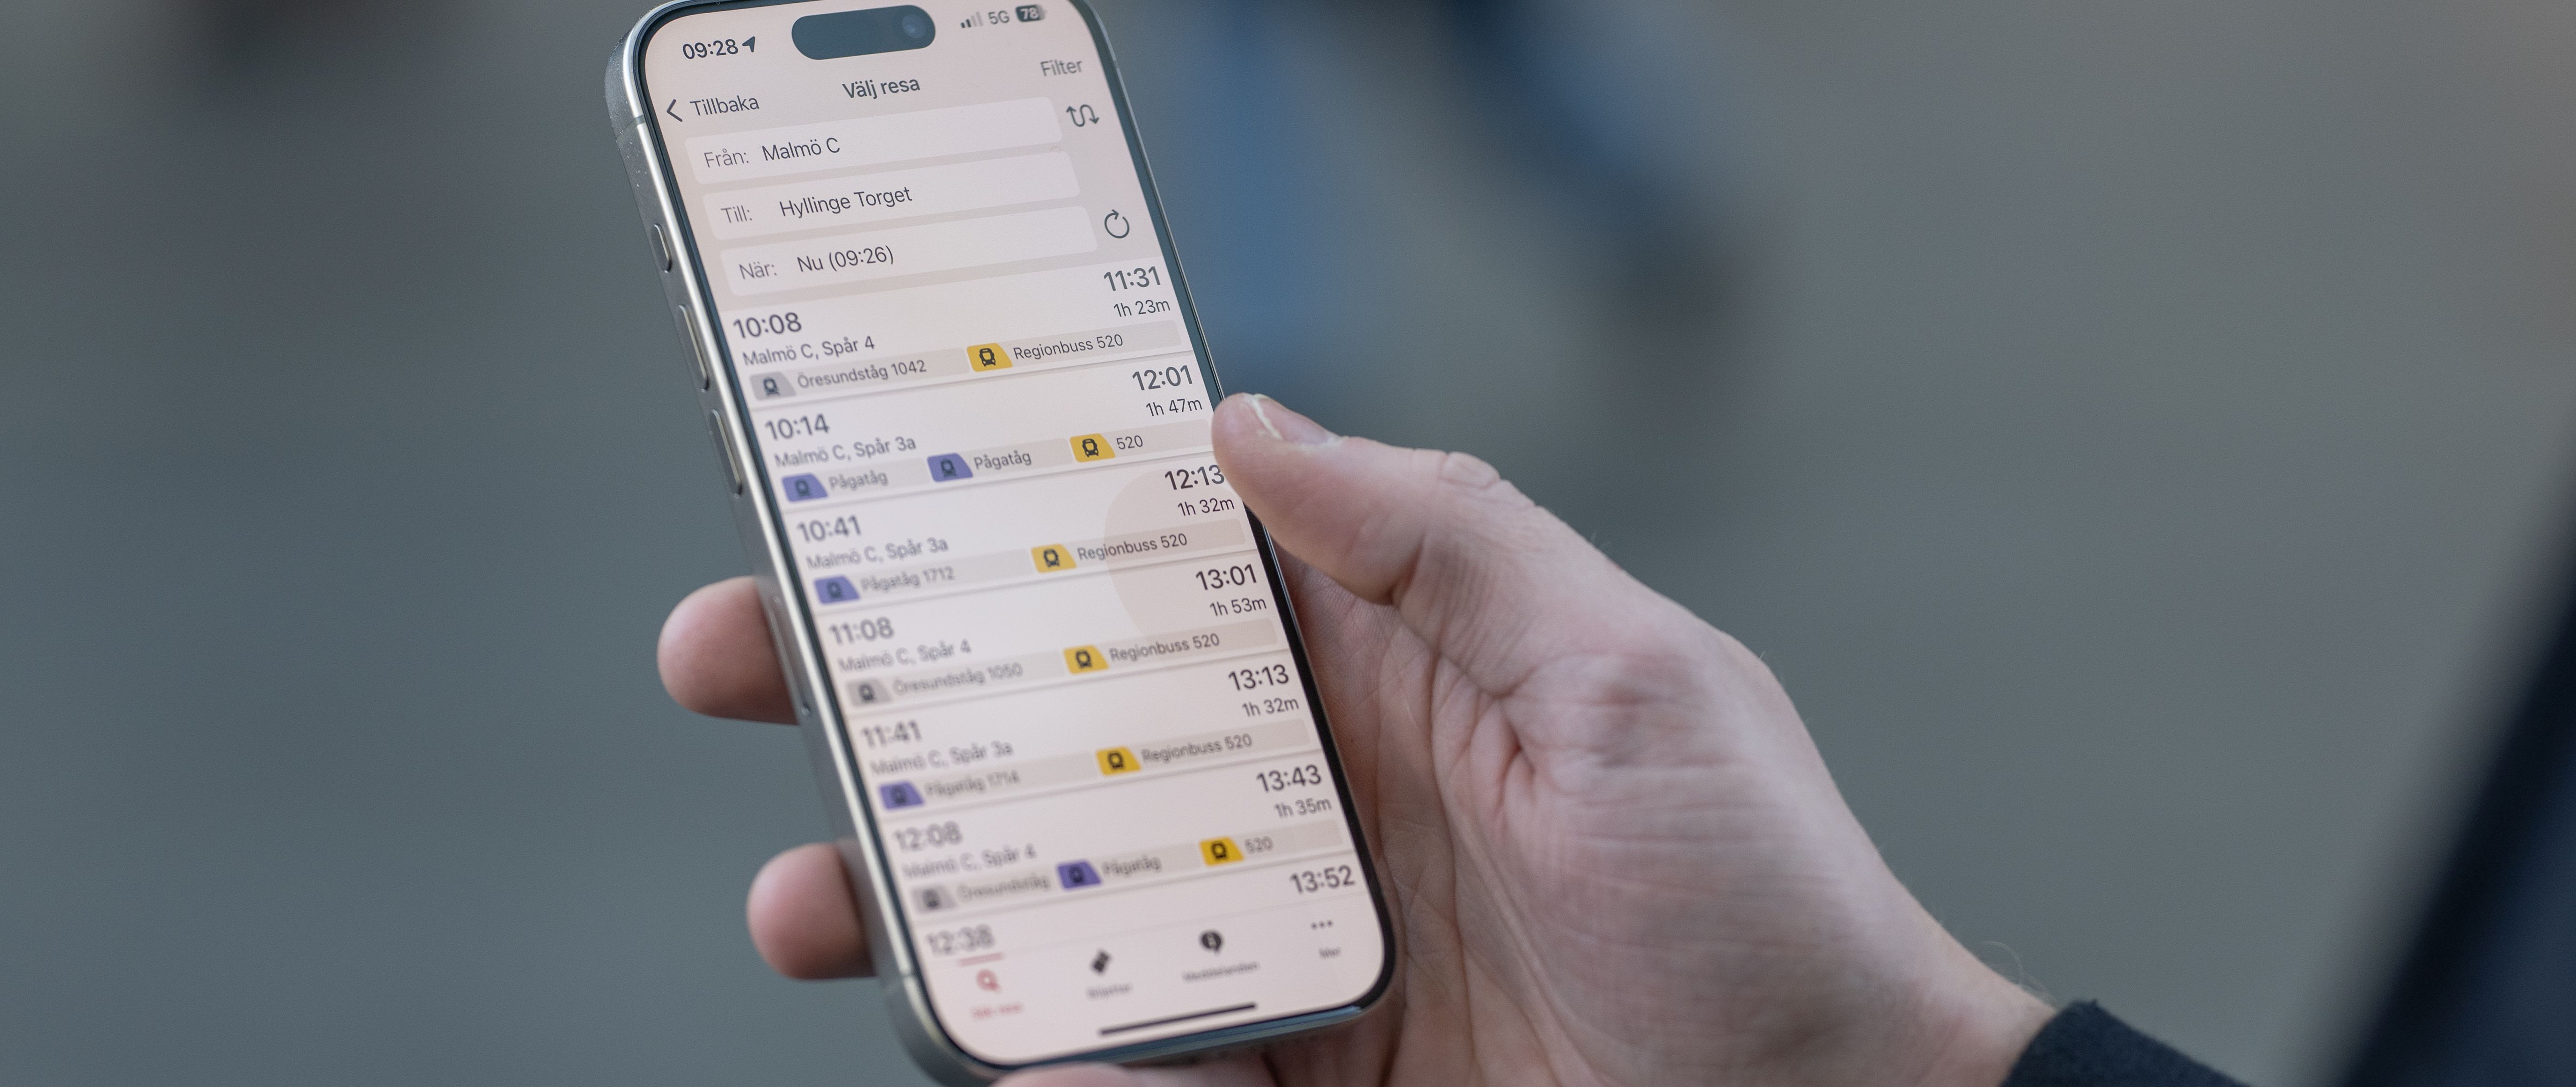 09:28 5G 78
Tillbaka Välj resa Filter
Från: Malmö C
Till: Hyllinge Torget
När: Nu (09:26)
10:08 11:31
Malmö C, Spår 4 1h 23m
Öresundståg 1042 Regionbuss 520
10:14 12:01
Malmö C, Spår 3a 1h 47m
Pågatåg Pågatåg 520
10:41 12:13
Malmö C, Spår 3a 1h 32m
Pågatåg 1712 Regionbuss 520
11:08 13:01
Malmö C, Spår 4 1h 53m
Öresundståg 1050 Regionbuss 520
11:41 13:13
Malmö C, Spår 3a 1h 32m
Pågatåg 1714 Regionbuss 520
12:08 13:43
Malmö C, Spår 4 1h 35m
Öresundståg Pågatåg 520
12:38 13:52
Biljetter Meddelanden Mer